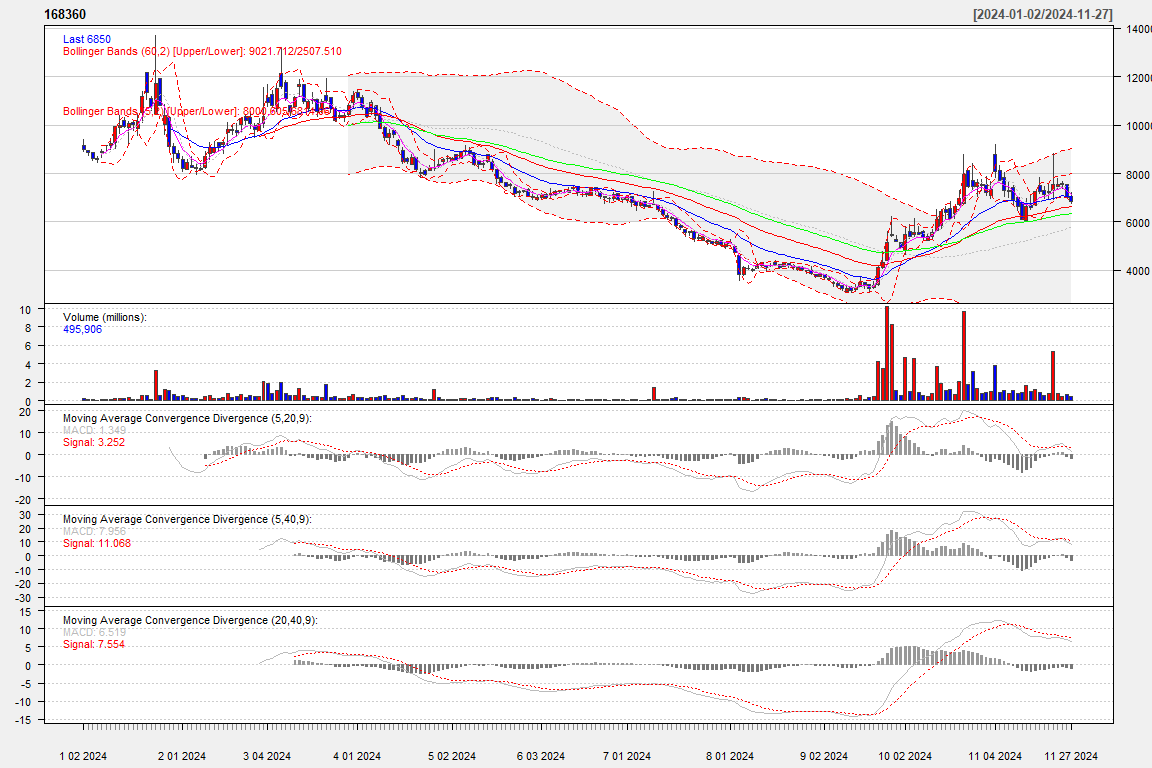 168360
[2024-01-02/2024-11-27]
Last 6850
Bollinger Bands (60,2) [Upper/Lower]: 9021.712/2507.510
Bollinger Bands [Upper/Lower]:
14000
12000
10000
8000
6000
4000
Volume (millions):
495,906
10
8
6
4
2
0
Moving Average Convergence Divergence (5,20,9):
MACD: 1.349
Signal: 3.252
20
10
0
-10
-20
Moving Average Convergence Divergence (5,40,9):
MACD: 7.956
Signal: 11.068
30
20
10
0
-10
-20
-30
Moving Average Convergence Divergence (20,40,9):
MACD: 6.519
Signal: 7.554
15
10
5
0
-5
-10
-15
1 02 2024
2 01 2024
3 04 2024
4 01 2024
5 02 2024
6 03 2024
7 01 2024
8 01 2024
9 02 2024
10 02 2024
11 04 2024
11 27 2024